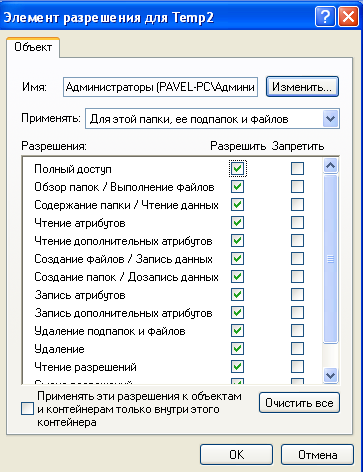 Элемент разрешения для Temp2
Объект
Имя: Администраторы (PAVEL-PC\Админи Изменить...
Применять: Для этой папки, ее подпапок и файлов
Разрешения: Разрешить Запретить
Полный доступ
Обзор папок / Выполнение файлов
Содержание папки / Чтение данных
Чтение атрибутов
Чтение дополнительных атрибутов
Создание файлов / Запись данных
Создание папок / Дозапись данных
Запись атрибутов
Запись дополнительных атрибутов
Удаление подпапок и файлов
Удаление
Чтение разрешений
Применять эти разрешения к объектам
и контейнерам только внутри этого
контейнера
Очистить все
OK Отмена